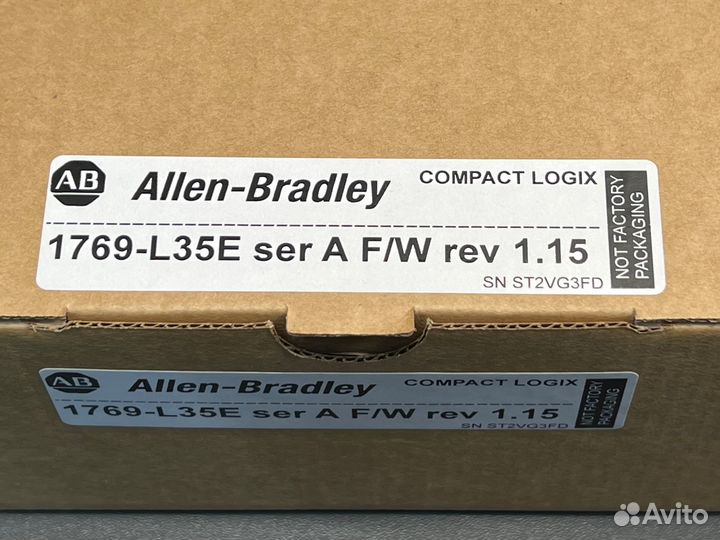 AB Allen-Bradley COMPACT LOGIX
1769-L35E ser A F/W rev 1.15
SN ST2VG3FD
NOT FACTORY
PACKAGING
AB Allen-Bradley COMPACT LOGIX
1769-L35E ser A F/W rev 1.15
SN ST2VG3FD
NOT FACTORY
PACKAGING
Avito